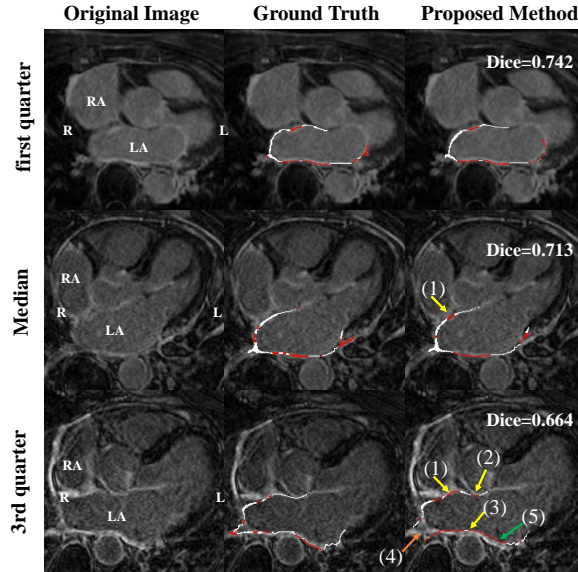 Original Image Ground Truth Proposed Method
first quarter
RA
R
LA
L
Dice=0.742
Median
RA
R
LA
L
Dice=0.713
(1)
3rd quarter
RA
R
LA
L
Dice=0.664
(1)
(2)
(3)
(4)
(5)